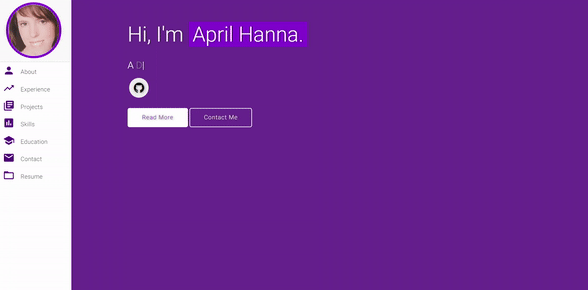 Hi, I'm April Hanna.
A D|
Read More
Contact Me
About
Experience
Projects
Skills
Education
Contact
Resume